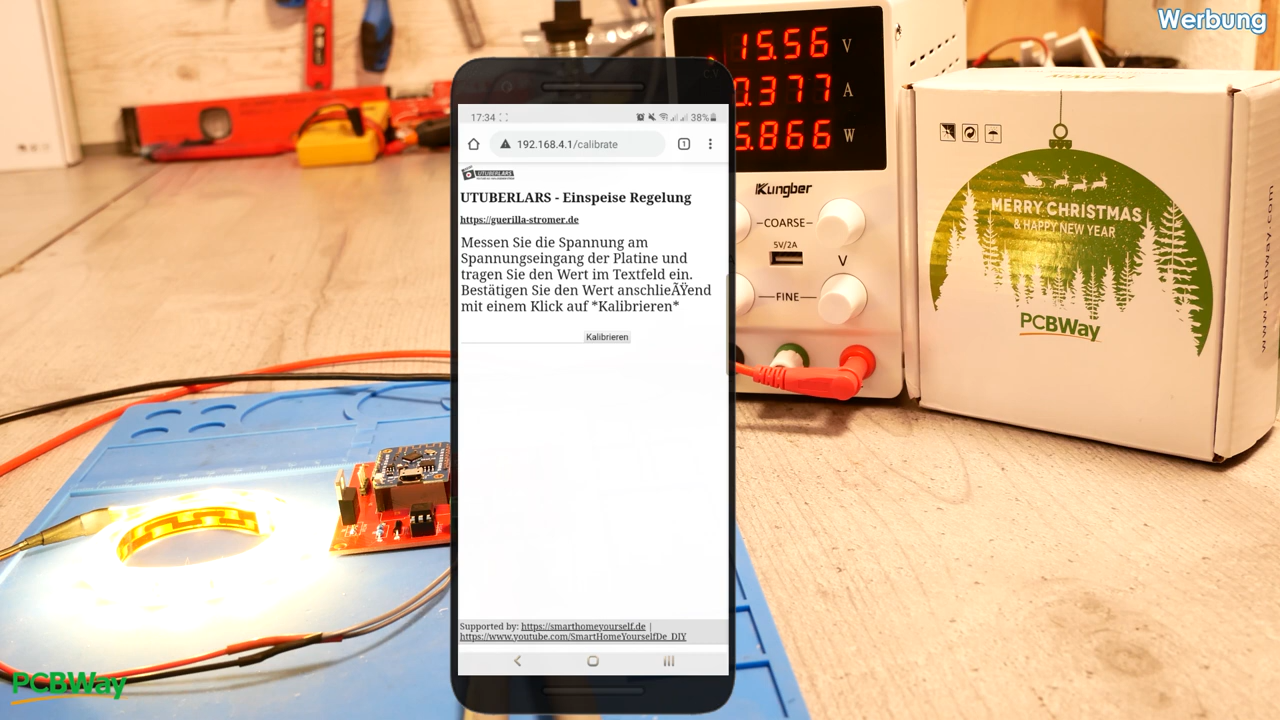 Werbung
15.56 V
0.377 A
5.866 W
Kungber
COARSE
5V/2A
V
FINE
MERRY CHRISTMAS
& HAPPY NEW YEAR
PCBWay
www.pcbway.com
17:34
38%
192.168.4.1/calibrate
1
UTUBERLARS
UTUBERLARS - Einspeise Regelung
https://guerilla-stromer.de
Messen Sie die Spannung am
Spannungseingang der Platine und
tragen Sie den Wert im Textfeld ein.
Bestätigen Sie den Wert anschlieÃŸend
mit einem Klick auf *Kalibrieren*
Kalibrieren
Supported by: https://smarthomeyourself.de |
https://www.youtube.com/SmartHomeYourselfDe_DIY
PCBWay